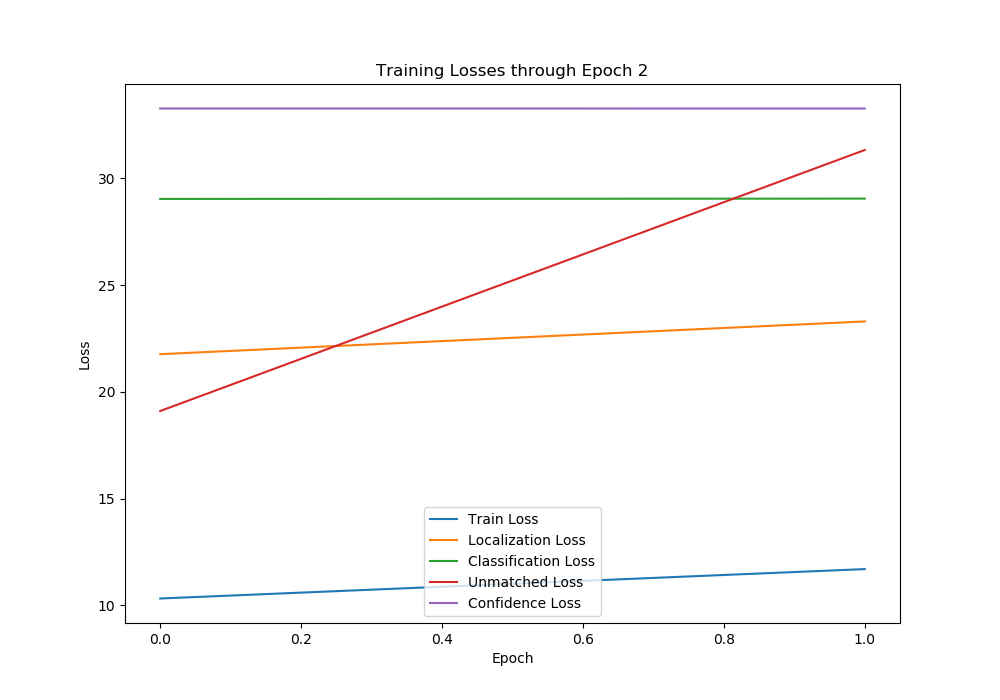 Training Losses through Epoch 2
Loss
30
25
20
15
10
Train Loss
Localization Loss
Classification Loss
Unmatched Loss
Confidence Loss
0.0 0.2 0.4 0.6 0.8 1.0
Epoch